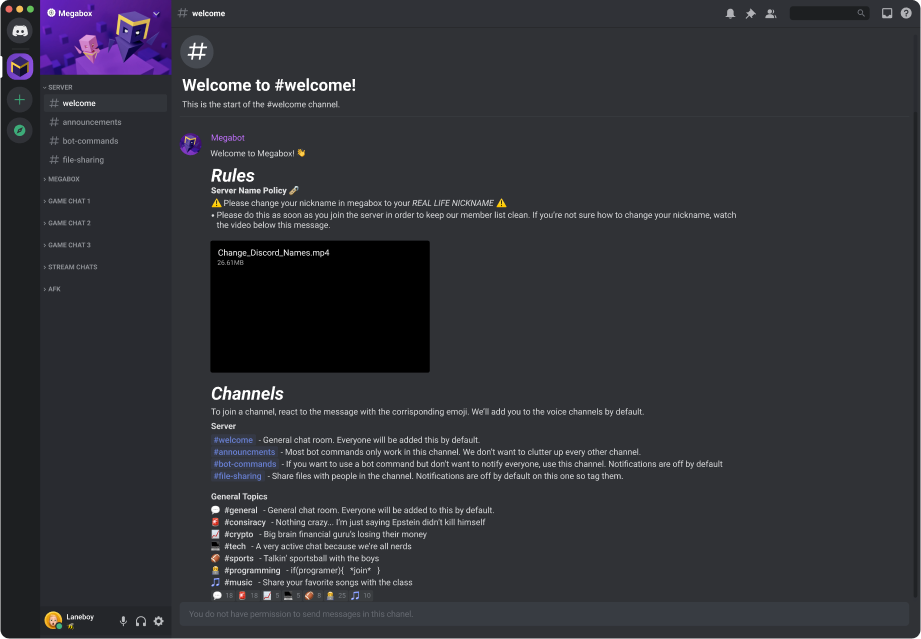 Megabox
# welcome
SERVER
# welcome
# announcements
# bot-commands
# file-sharing
MEGABOX
GAME CHAT 1
GAME CHAT 2
GAME CHAT 3
STREAM CHATS
AFK
#
Welcome to #welcome!
This is the start of the #welcome channel.
Megabot
Welcome to Megabox! 👋
Rules
Server Name Policy 🔗
⚠️ Please change your nickname in megabox to your REAL LIFE NICKNAME ⚠️
• Please do this as soon as you join the server in order to keep our member list clean. If you're not sure how to change your nickname, watch
the video below this message.
Change_Discord_Names.mp4
26.61MB
Channels
To join a channel, react to the message with the corrisponding emoji. We'll add you to the voice channels by default.
Server
#welcome - General chat room. Everyone will be added this by default.
#announcments - Most bot commands only work in this channel. We don't want to clutter up every other channel.
#bot-commands - If you want to use a bot command but don't want to notify everyone, use this channel. Notifications are off by default
#file-sharing - Share files with people in the channel. Notifications are off by default on this one so tag them.
General Topics
💬 #general - General chat room. Everyone will be added to this by default.
🚨 #consiracy - Nothing crazy... I'm just saying Epstein didn't kill himself
📈 #crypto - Big brain financial guru's losing their money
💻 #tech - A very active chat because we're all nerds
🏈 #sports - Talkin' sportsball with the boys
#programming - if(programer){ *join* }
🎵 #music - Share your favorite songs with the class
💬 18 🚨 18 📈 5 💻 5 🏈 8 25 🎵 10
You do not have permission to send messages in this chanel.
Laneboy